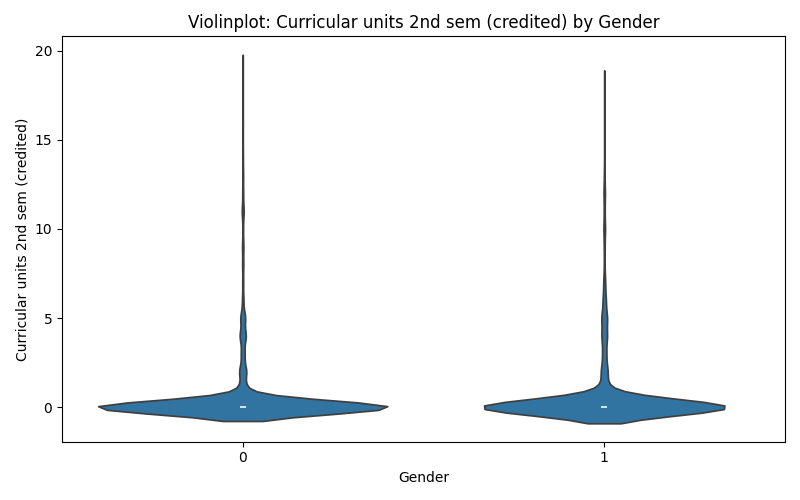 Violinplot: Curricular units 2nd sem (credited) by Gender
Curricular units 2nd sem (credited)
20
15
10
5
0
0 1
Gender